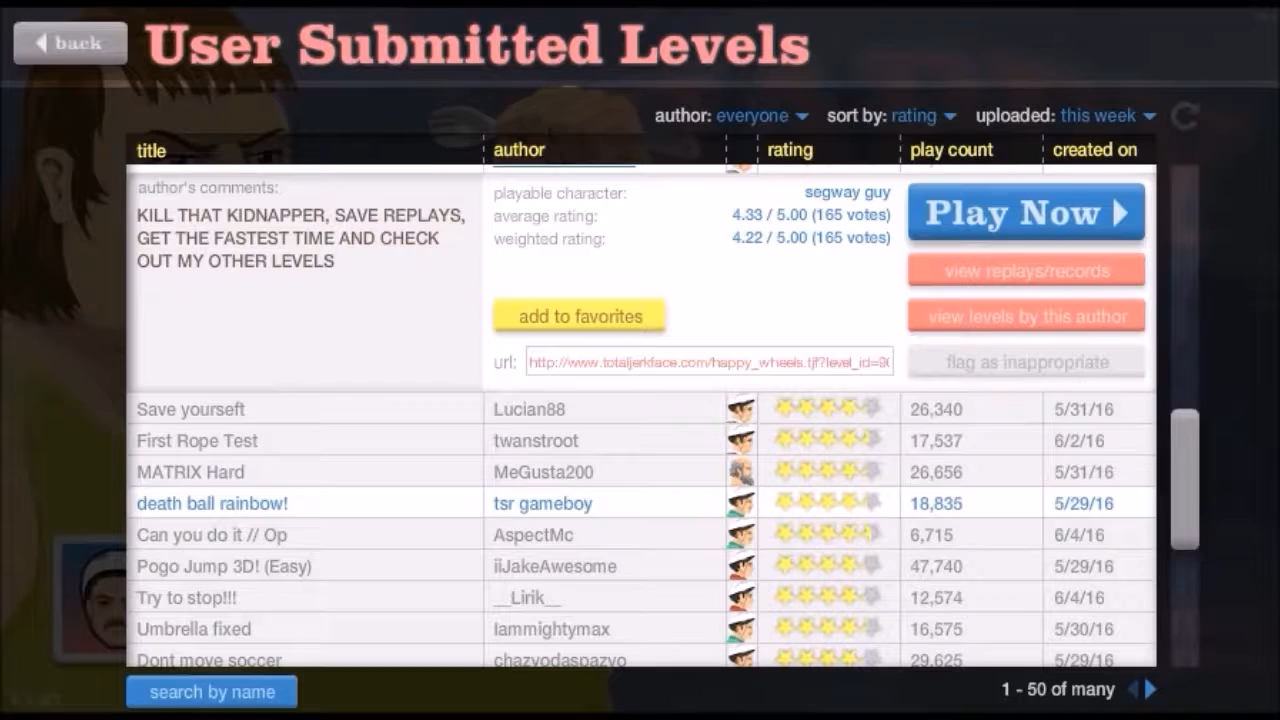 back
User Submitted Levels
author: everyone sort by: rating uploaded: this week
title author rating play count created on
author's comments:
KILL THAT KIDNAPPER, SAVE REPLAYS,
GET THE FASTEST TIME AND CHECK
OUT MY OTHER LEVELS
playable character: segway guy
average rating: 4.33 / 5.00 (165 votes)
weighted rating: 4.22 / 5.00 (165 votes)
add to favorites
url: http://www.totaljerkface.com/happy_wheels.tjf?level_id=9
Play Now
view replays/records
view levels by this author
flag as inappropriate
Save yourseft Lucian88 26,340 5/31/16
First Rope Test twanstroot 17,537 6/2/16
MATRIX Hard MeGusta200 26,656 5/31/16
death ball rainbow! tsr gameboy 18,835 5/29/16
Can you do it // Op AspectMc 6,715 6/4/16
Pogo Jump 3D! (Easy) iiJakeAwesome 47,740 5/29/16
Try to stop!!! __Lirik__ 12,574 6/4/16
Umbrella fixed Iammightymax 16,575 5/30/16
Dont move soccer chazyodaspazyo 29,625 5/29/16
search by name
1 - 50 of many